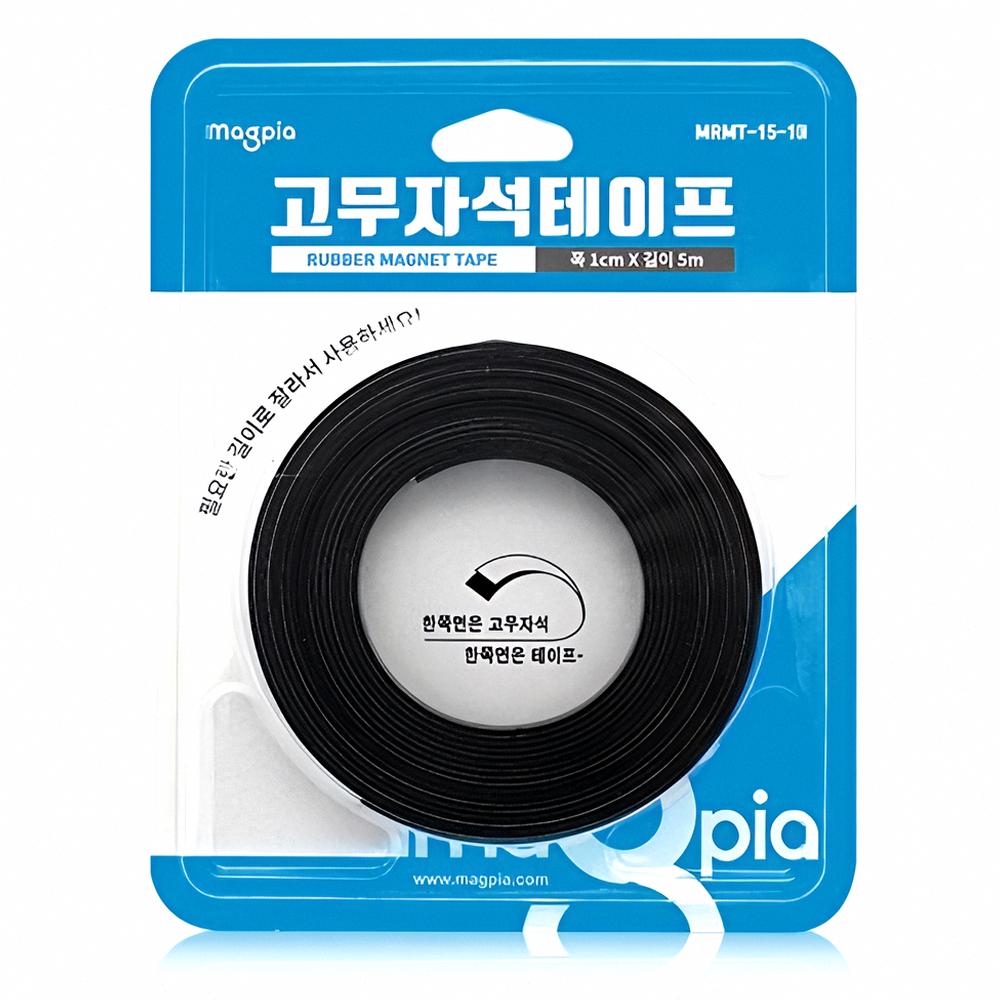 magpia
MRMT-15-10
고무자석테이프
RUBBER MAGNET TAPE
폭 1cm X 길이 5m
필요한 길이로 잘라서 사용하세요!
한쪽면은 고무자석
한쪽면은 테이프-
pia
www.magpia.com